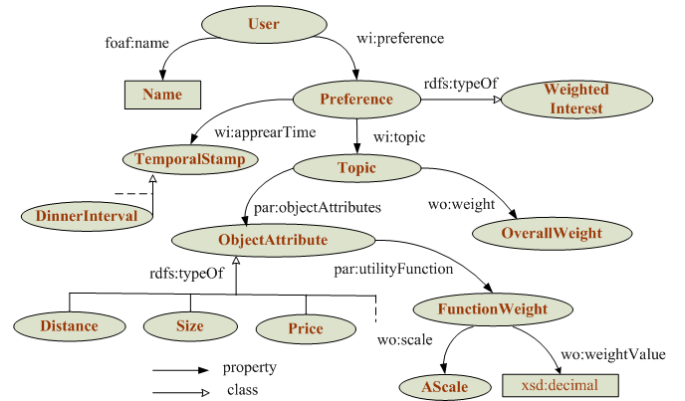 User
foaf:name
wi:preference
Name
Preference
rdfs:typeOf
Weighted
Interest
wi:apprearTime
wi:topic
TemporalStamp
Topic
DinnerInterval
par:objectAttributes
wo:weight
ObjectAttribute
OverallWeight
rdfs:typeOf
par:utilityFunction
Distance
Size
Price
FunctionWeight
wo:scale
wo:weightValue
property
class
AScale
xsd:decimal